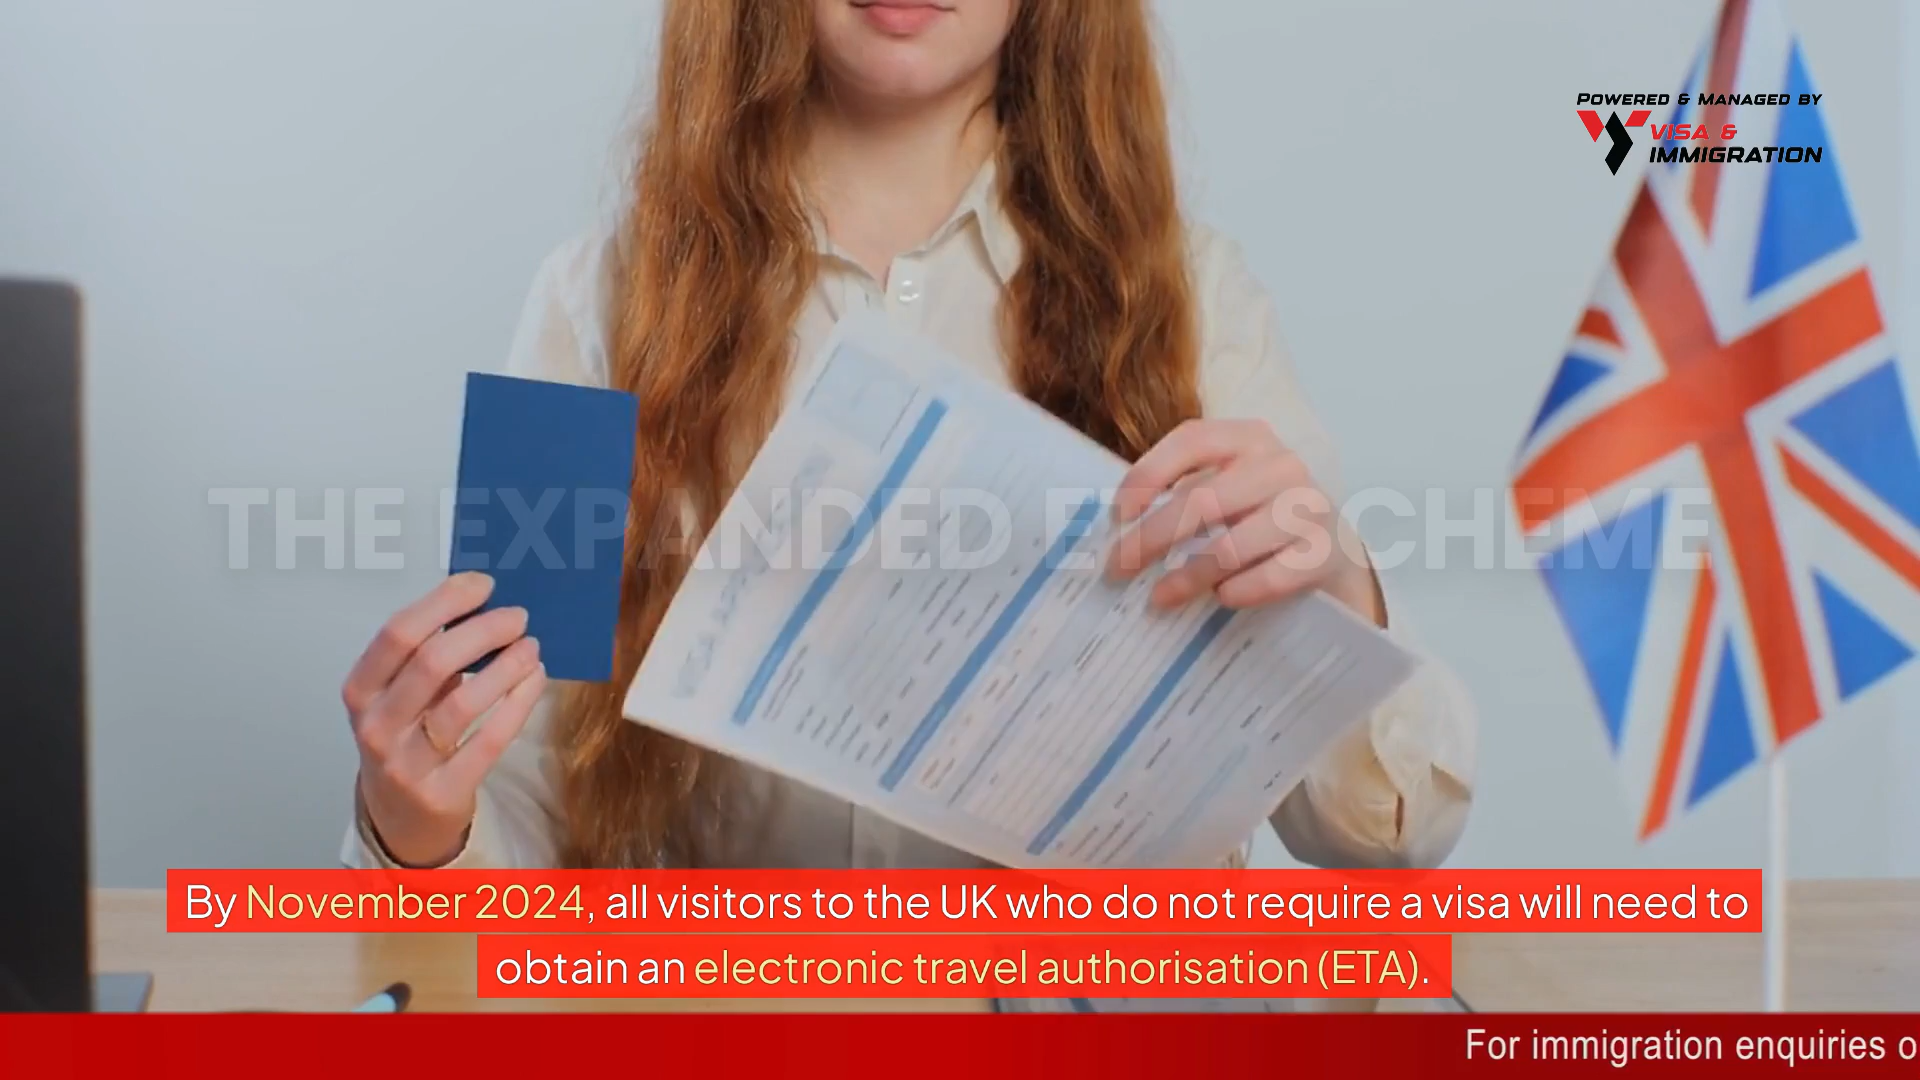 POWERED & MANAGED BY
VISA &
IMMIGRATION
THE EXPANDED ETA SCHEME
By November 2024, all visitors to the UK who do not require a visa will need to
obtain an electronic travel authorisation (ETA).
For immigration enquiries o